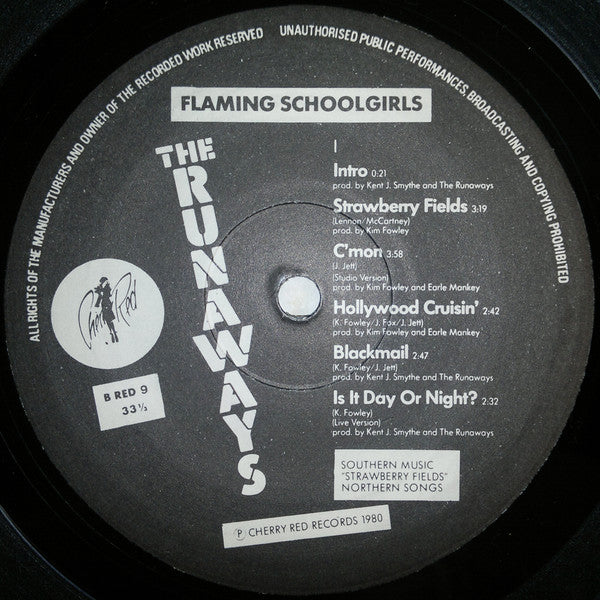 ALL RIGHTS OF THE MANUFACTURERS AND OWNER OF THE RECORDED WORK RESERVED
UNAUTHORISED PUBLIC PERFORMANCES, BROADCASTING AND COPYING PROHIBITED
FLAMING SCHOOLGIRLS
THE RUNAWAYS
I
Intro 0:21
prod. by Kent J. Smythe and The Runaways
Strawberry Fields 3:19
(Lennon/McCartney)
prod. by Kim Fowley
C'mon 3:58
(J. Jett)
(Studio Version)
prod. by Kim Fowley and Earle Mankey
Hollywood Cruisin' 2:42
(K. Fowley/J. Fox/J. Jett)
prod. by Kim Fowley and Earle Mankey
Blackmail 2:47
(K. Fowley/J. Jett)
prod. by Kent J. Smythe and The Runaways
Is It Day Or Night? 2:32
(K. Fowley)
(Live Version)
prod. by Kent J. Smythe and The Runaways
Cherry Red
B RED 9
33⅓
SOUTHERN MUSIC
"STRAWBERRY FIELDS"
NORTHERN SONGS
℗ CHERRY RED RECORDS 1980